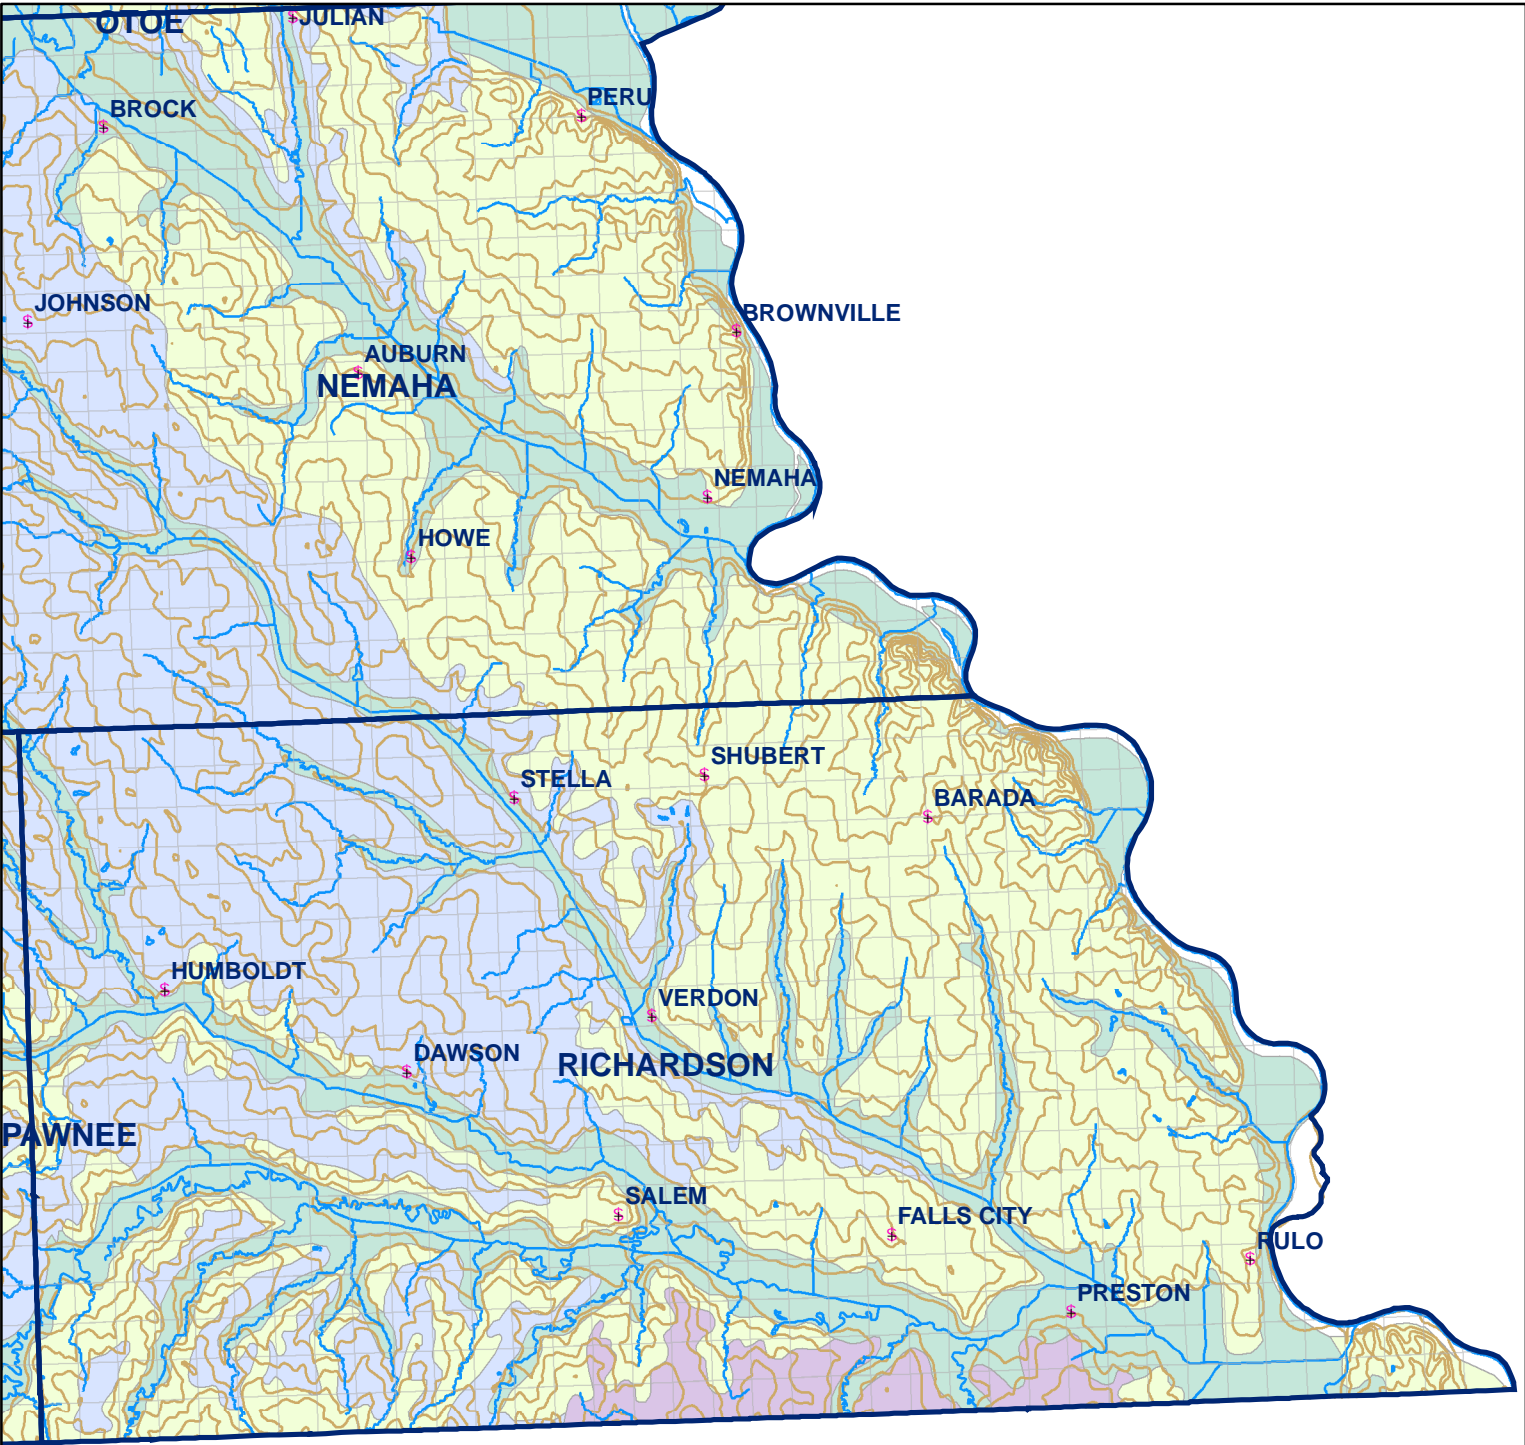 OTOE
JULIAN
PERU
BROCK
JOHNSON
BROWNVILLE
AUBURN
NEMAHA
NEMAHA
HOWE
SHUBERT
STELLA
BARADA
HUMBOLDT
VERDON
DAWSON
RICHARDSON
PAWNEE
SALEM
FALLS CITY
RULO
PRESTON